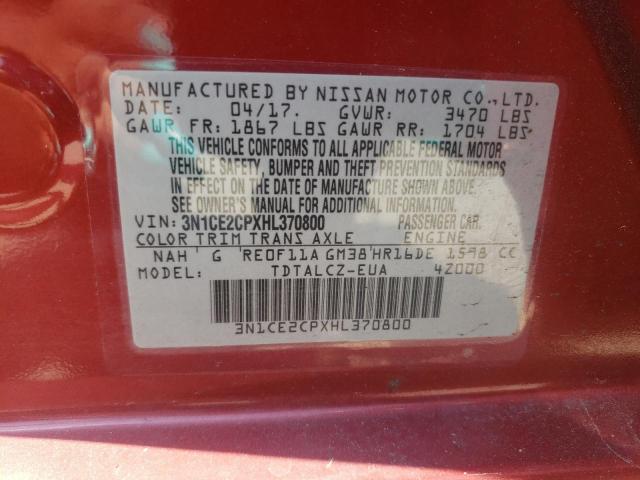 MANUFACTURED BY NISSAN MOTOR CO., LTD.
DATE: 04/17. GVWR: 3470 LBS
GAWR FR: 1867 LBS GAWR RR: 1704 LBS
THIS VEHICLE CONFORMS TO ALL APPLICABLE FEDERAL MOTOR
VEHICLE SAFETY, BUMPER AND THEFT PREVENTION STANDARDS
IN EFFECT ON THE DATE OF MANUFACTURE SHOWN ABOVE.
SEE OWNER'S MANUAL FOR ADDITIONAL INFORMATION.
VIN: 3N1CE2CPXHL370800 PASSENGER CAR.
COLOR TRIM TRANS AXLE ENGINE
NAH G RE0F11A GM38 HR16DE 1598 CC
MODEL: TDTALCZ-EUA 4Z000
3N1CE2CPXHL370800